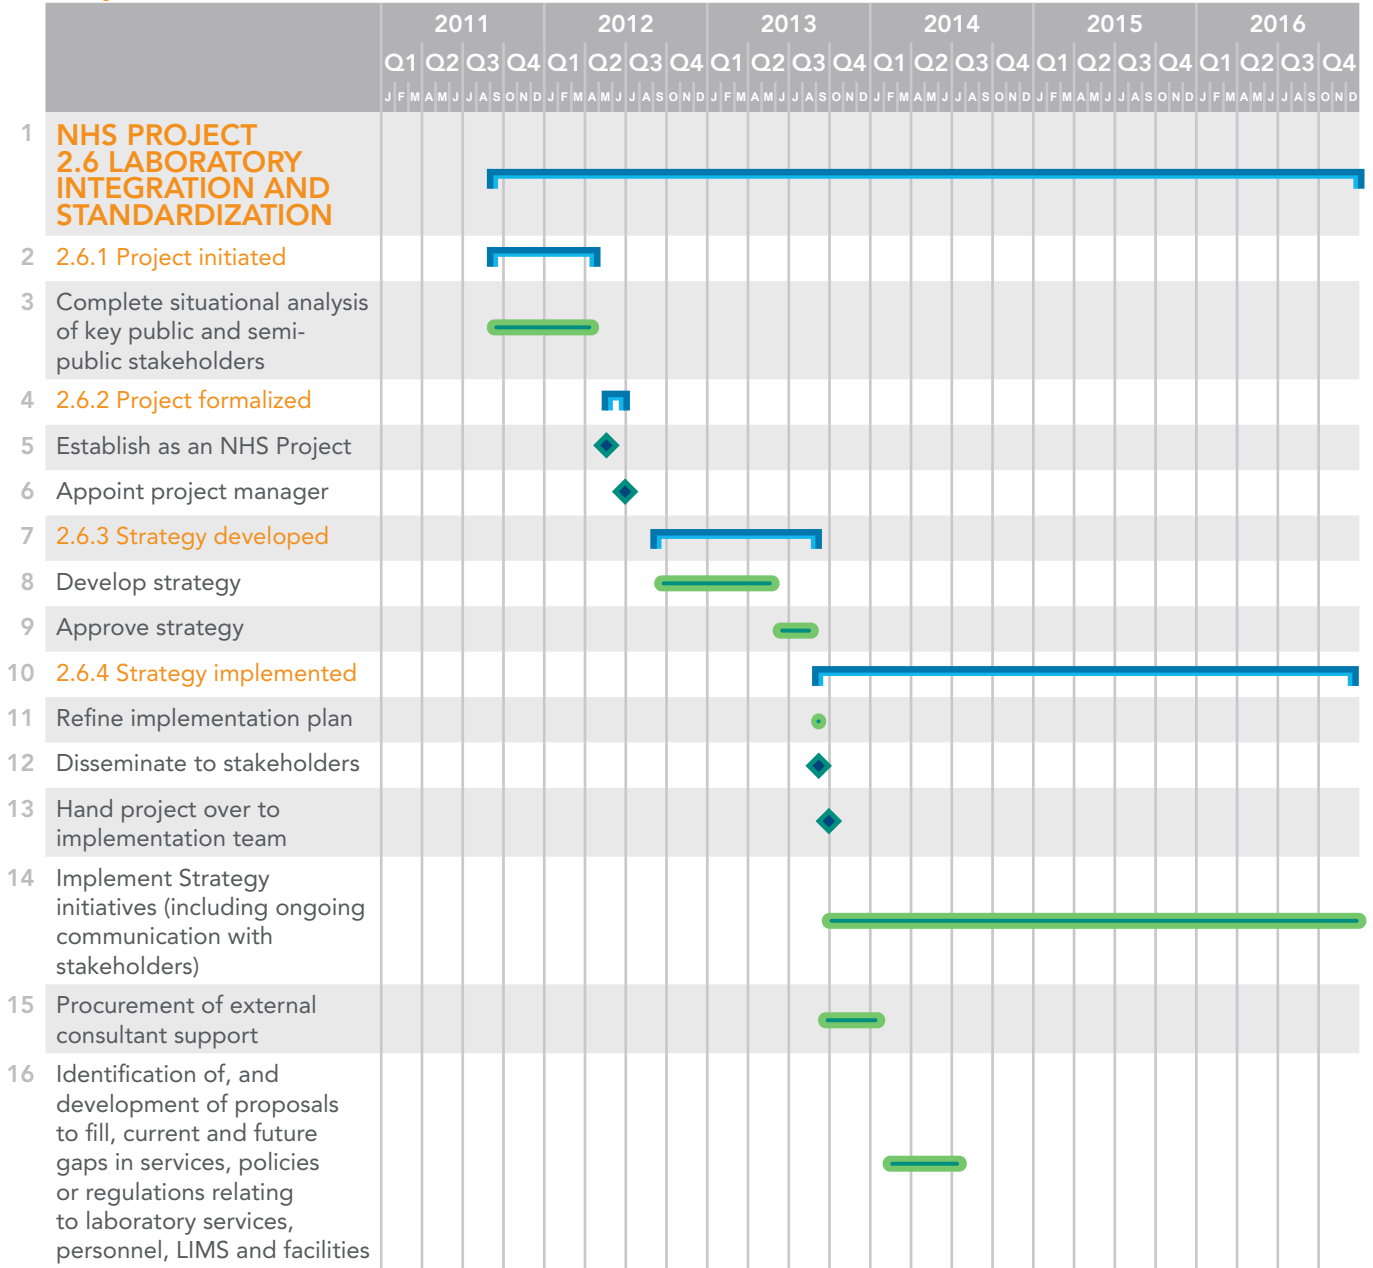 2011 2012 2013 2014 2015 2016
Q1 Q2 Q3 Q4 Q1 Q2 Q3 Q4 Q1 Q2 Q3 Q4 Q1 Q2 Q3 Q4 Q1 Q2 Q3 Q4 Q1 Q2 Q3 Q4
J F M A M J J A S O N D J F M A M J J A S O N D J F M A M J J A S O N D J F M A M J J A S O N D J F M A M J J A S O N D J F M A M J J A S O N D
1 NHS PROJECT
2.6 LABORATORY
INTEGRATION AND
STANDARDIZATION
2 2.6.1 Project initiated
3 Complete situational analysis
of key public and semi-
public stakeholders
4 2.6.2 Project formalized
5 Establish as an NHS Project
6 Appoint project manager
7 2.6.3 Strategy developed
8 Develop strategy
9 Approve strategy
10 2.6.4 Strategy implemented
11 Refine implementation plan
12 Disseminate to stakeholders
13 Hand project over to
implementation team
14 Implement Strategy
initiatives (including ongoing
communication with
stakeholders)
15 Procurement of external
consultant support
16 Identification of, and
development of proposals
to fill, current and future
gaps in services, policies
or regulations relating
to laboratory services,
personnel, LIMS and facilities